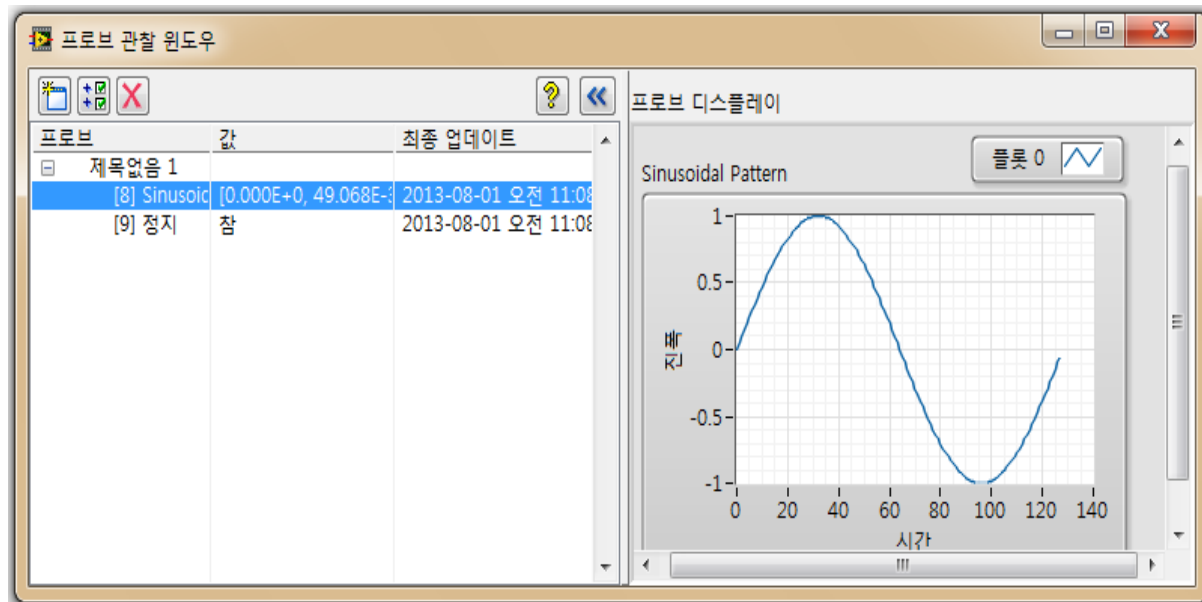 프로브 관찰 윈도우
프로브 디스플레이
프로브 값 최종 업데이트
제목없음 1
[8] Sinusoid [0.000E+0, 49.068E-3 2013-08-01 오전 11:08
[9] 정지 참 2013-08-01 오전 11:08
Sinusoidal Pattern
플롯 0
진폭
1
0.5
0
-0.5
-1
0 20 40 60 80 100 120 140
시간